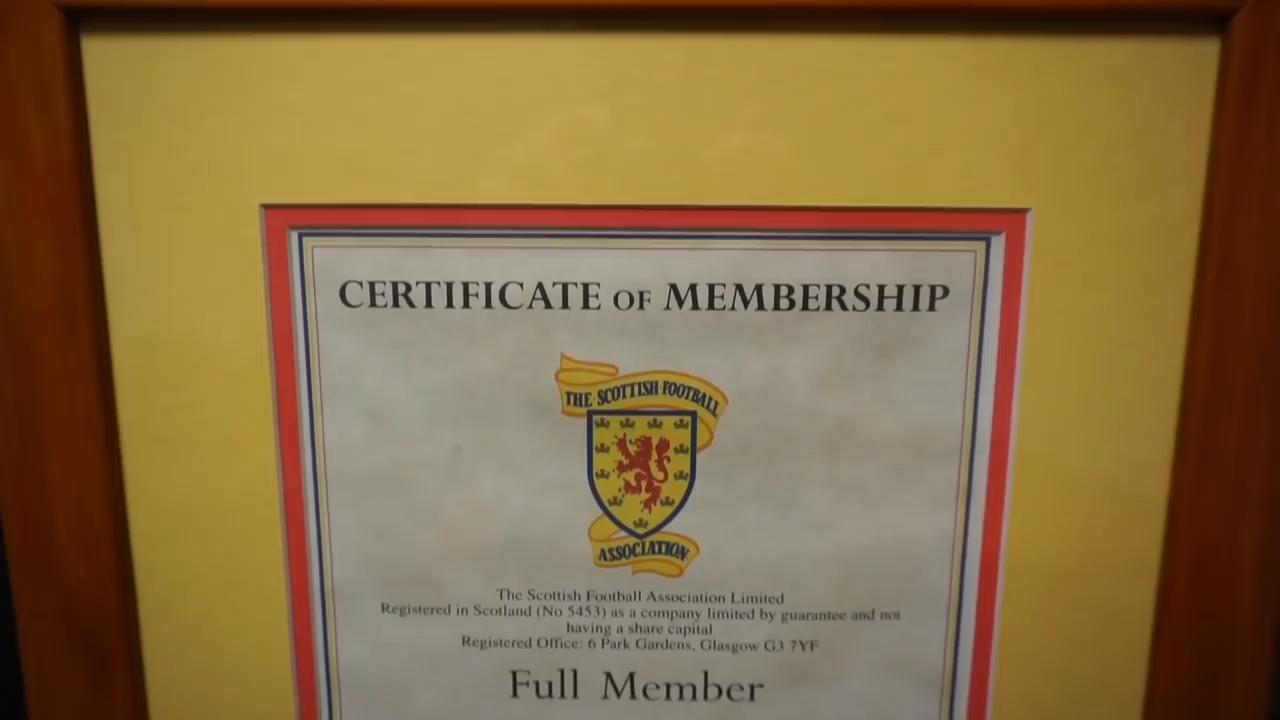 CERTIFICATE OF MEMBERSHIP
THE SCOTTISH FOOTBALL
ASSOCIATION
The Scottish Football Association Limited
Registered in Scotland (No 5453) as a company limited by guarantee and not
having a share capital
Registered Office: 6 Park Gardens, Glasgow G3 7YF
Full Member